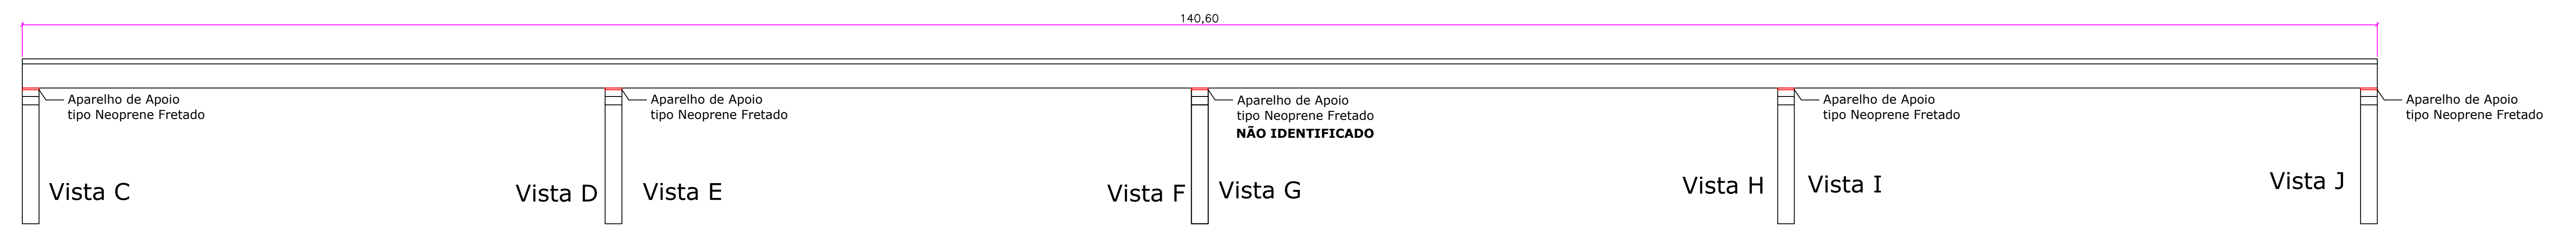 140,60
Aparelho de Apoio
tipo Neoprene Fretado
Aparelho de Apoio
tipo Neoprene Fretado
Aparelho de Apoio
tipo Neoprene Fretado
NÃO IDENTIFICADO
Aparelho de Apoio
tipo Neoprene Fretado
Aparelho de Apoio
tipo Neoprene Fretado
Vista C
Vista D
Vista E
Vista F
Vista G
Vista H
Vista I
Vista J